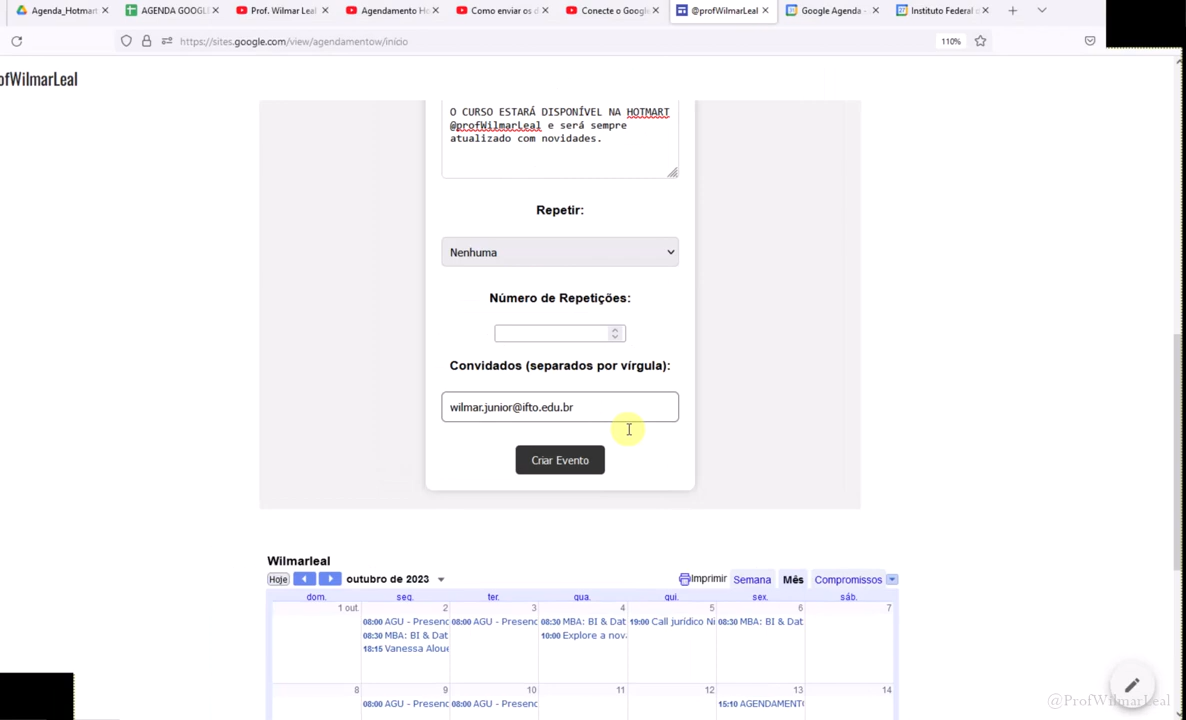 Agenda_Hotmart
AGENDA GOOGL
Prof. Wilmar Leal
Agendamento Ho
Como enviar os d
Conecte o Google
@profWilmarLeal
Google Agenda -
Instituto Federal c
https://sites.google.com/view/agendamentow/início
110%
ofWilmarLeal
O CURSO ESTARÁ DISPONÍVEL NA HOTMART
@profWilmarLeal e será sempre
atualizado com novidades.
Repetir:
Nenhuma
Número de Repetições:
Convidados (separados por vírgula):
wilmar.junior@ifto.edu.br
Criar Evento
Wilmarleal
Hoje outubro de 2023 Imprimir Semana Mês Compromissos
dom. seg. ter. qua. qui. sex. sáb.
1 out. 2 3 4 5 6 7
08:00 AGU - Presenc 08:00 AGU - Presenc 08:30 MBA: BI & Dat 19:00 Call jurídico Ni 08:30 MBA: BI & Dat
08:30 MBA: BI & Dat 10:00 Explore a nova
18:15 Vanessa Aloue
8 9 10 11 12 13 14
08:00 AGU - Presenc 08:00 AGU - Presenc 15:10 AGENDAMENTO
@ProfWilmarLeal